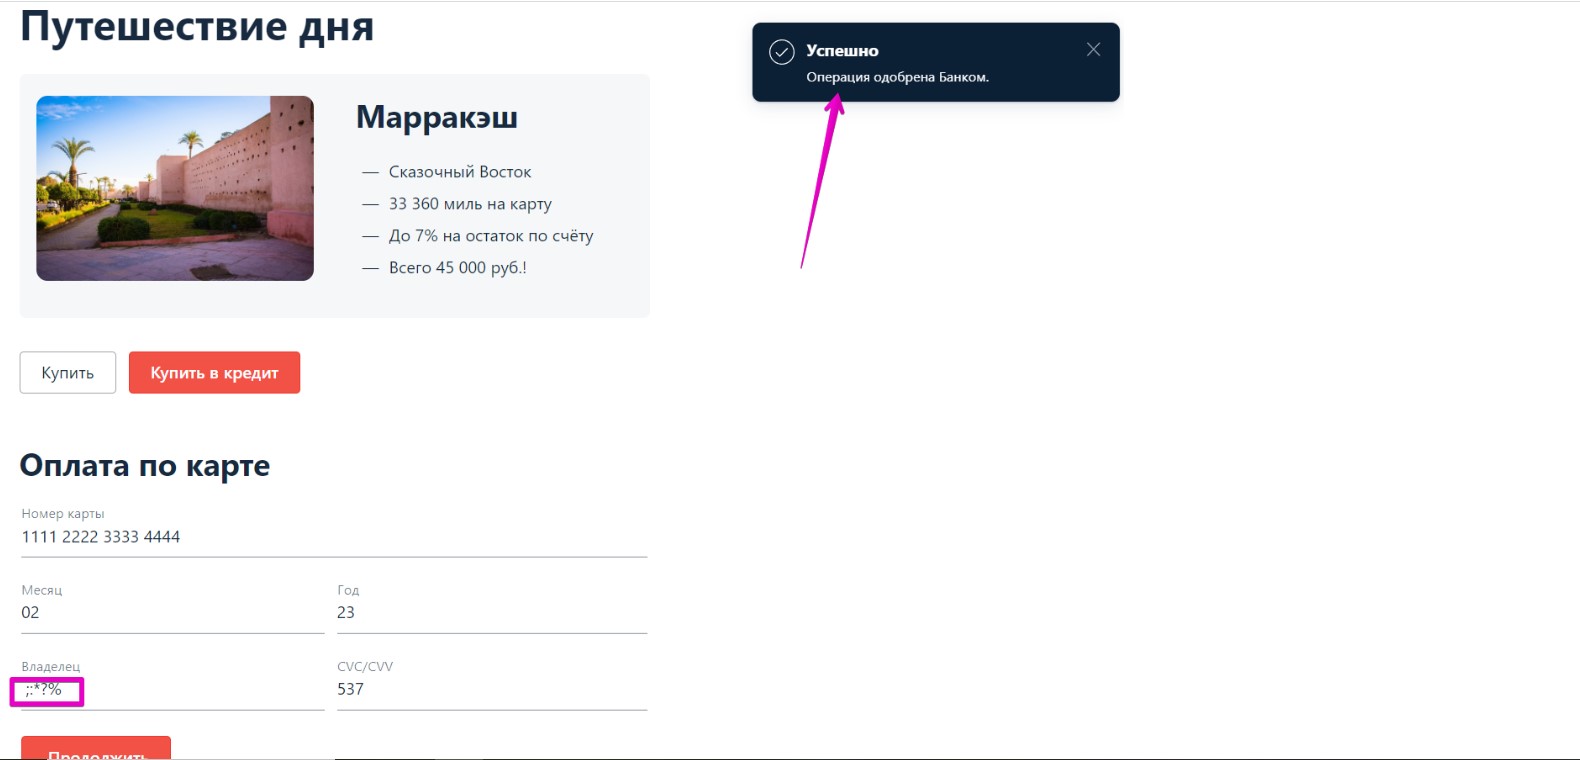 Путешествие дня
Успешно
Операция одобрена Банком.
Марракэш
— Сказочный Восток
— 33 360 миль на карту
— До 7% на остаток по счёту
— Всего 45 000 руб.!
Купить
Купить в кредит
Оплата по карте
Номер карты
1111 2222 3333 4444
Месяц
Год
02
23
Владелец
CVC/CVV
;:*?%
537
Продолжить